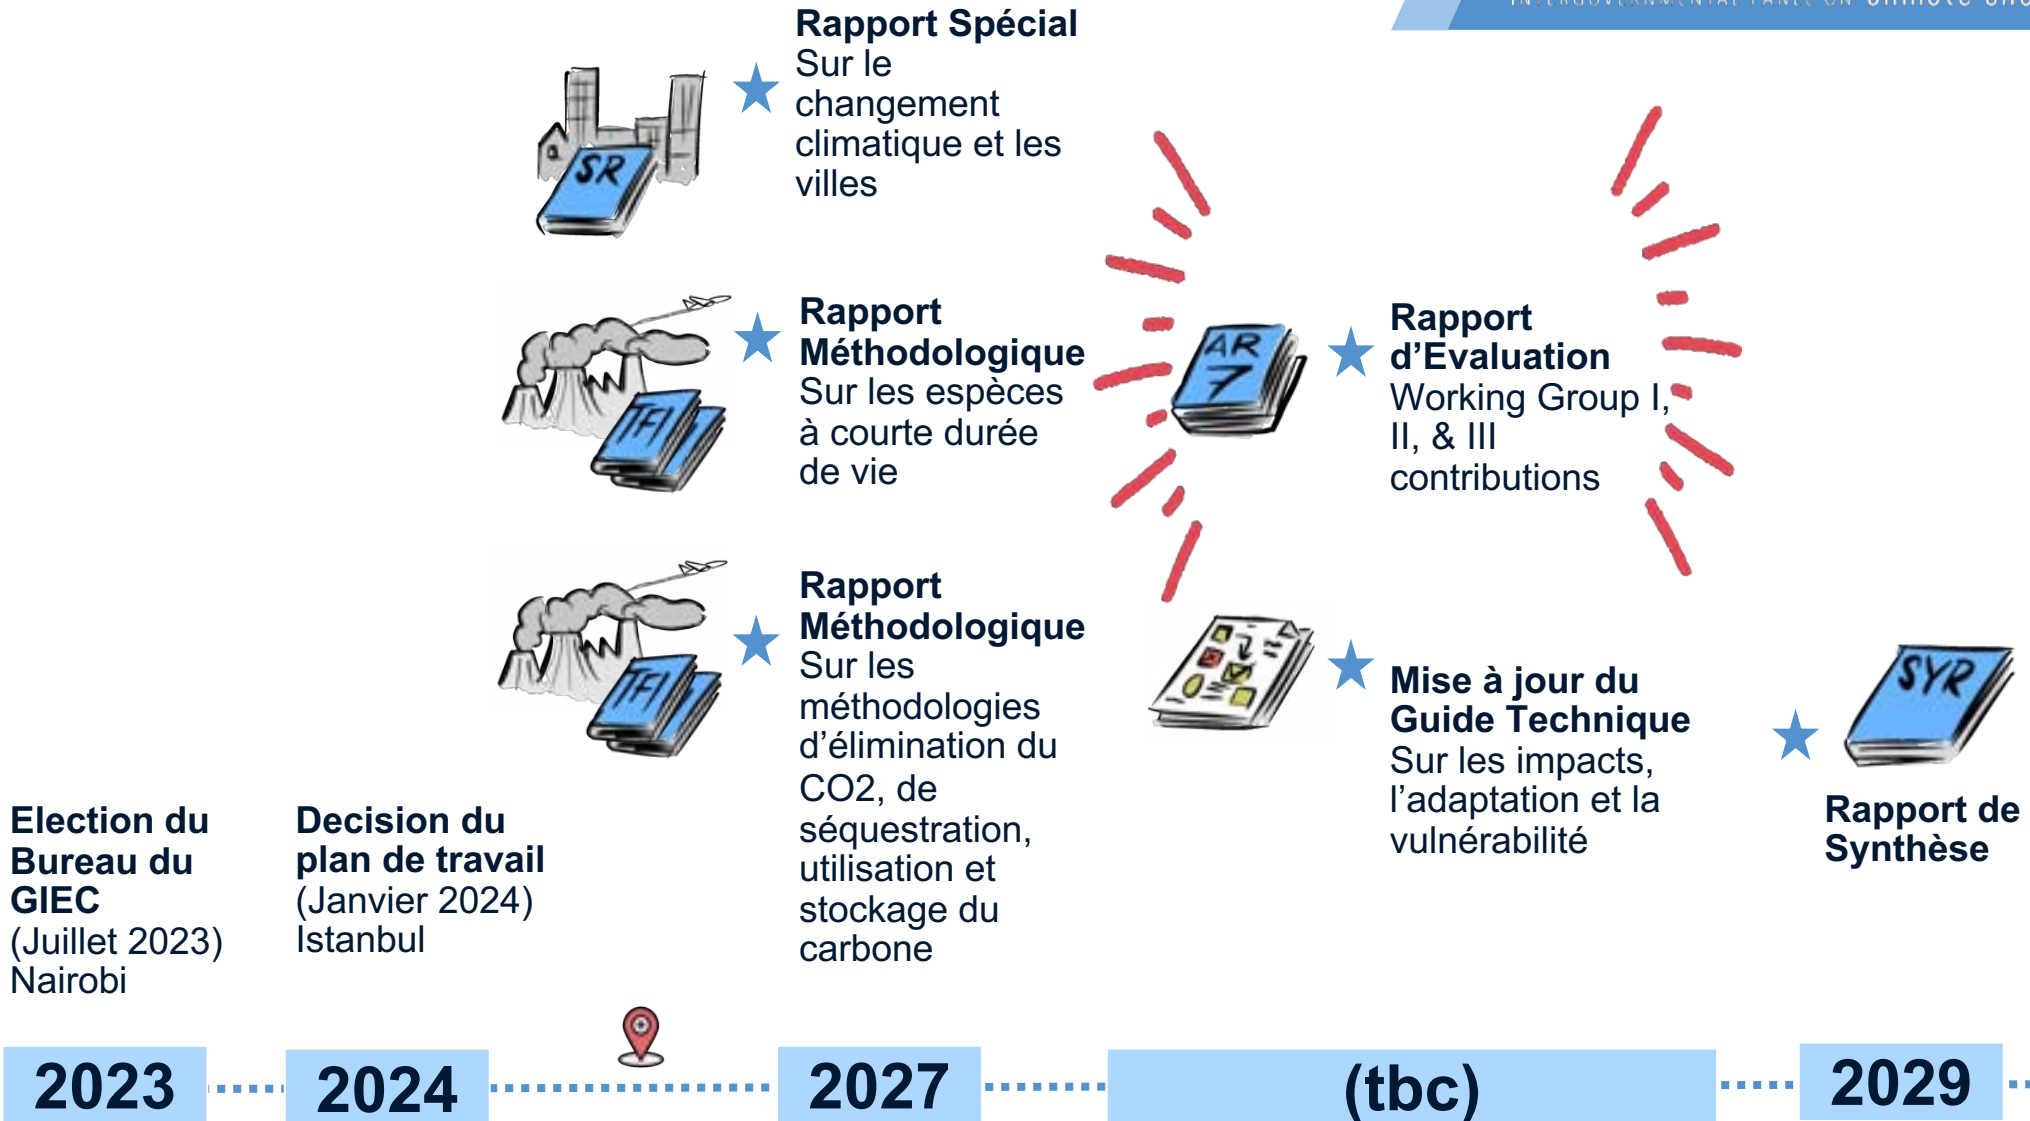 INTERGOVERNMENTAL PANEL ON
Rapport Spécial
Sur le
changement
climatique et les
villes
SR
Rapport
Méthodologique
Sur les espèces
à courte durée
de vie
TFI
AR
7
Rapport
d’Evaluation
Working Group I,
II, & III
contributions
Rapport
Méthodologique
Sur les
méthodologies
d’élimination du
CO2, de
séquestration,
utilisation et
stockage du
carbone
TFI
Mise à jour du
Guide Technique
Sur les impacts,
l’adaptation et la
vulnérabilité
SYR
Rapport de
Synthèse
Election du
Bureau du
GIEC
(Juillet 2023)
Nairobi
Decision du
plan de travail
(Janvier 2024)
Istanbul
2023
2024
2027
(tbc)
2029